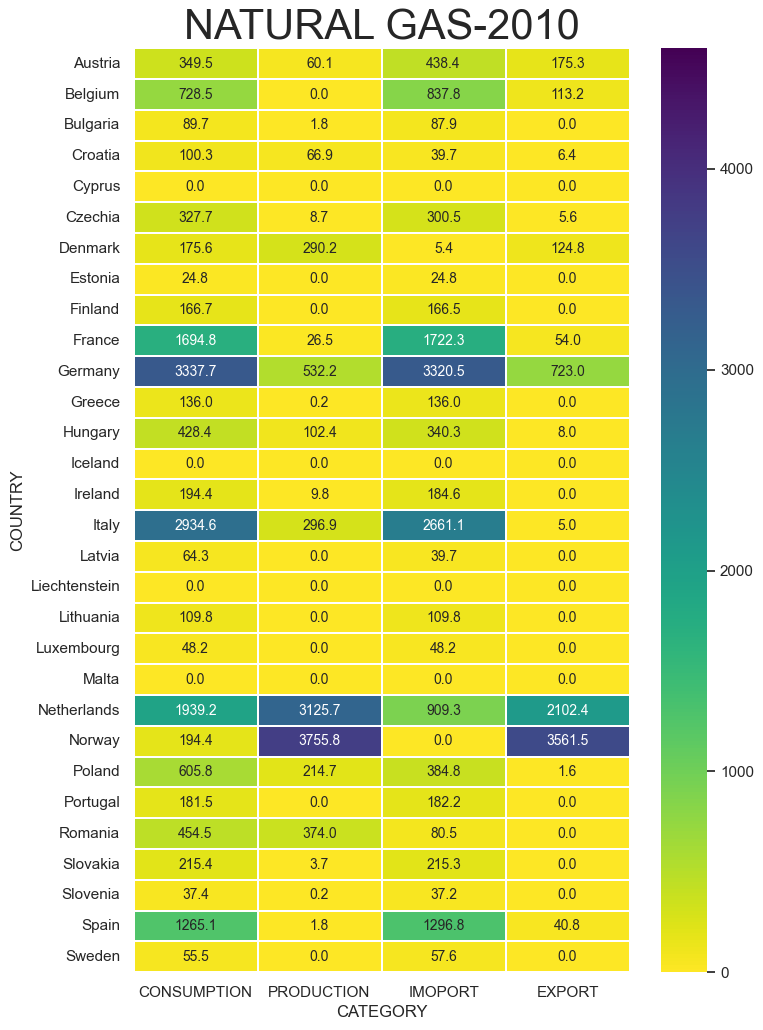 NATURAL GAS-2010
Austria 349.5 60.1 438.4 175.3
Belgium 728.5 0.0 837.8 113.2
Bulgaria 89.7 1.8 87.9 0.0
Croatia 100.3 66.9 39.7 6.4
Cyprus 0.0 0.0 0.0 0.0
Czechia 327.7 8.7 300.5 5.6
Denmark 175.6 290.2 5.4 124.8
Estonia 24.8 0.0 24.8 0.0
Finland 166.7 0.0 166.5 0.0
France 1694.8 26.5 1722.3 54.0
Germany 3337.7 532.2 3320.5 723.0
Greece 136.0 0.2 136.0 0.0
Hungary 428.4 102.4 340.3 8.0
Iceland 0.0 0.0 0.0 0.0
Ireland 194.4 9.8 184.6 0.0
Italy 2934.6 296.9 2661.1 5.0
Latvia 64.3 0.0 39.7 0.0
Liechtenstein 0.0 0.0 0.0 0.0
Lithuania 109.8 0.0 109.8 0.0
Luxembourg 48.2 0.0 48.2 0.0
Malta 0.0 0.0 0.0 0.0
Netherlands 1939.2 3125.7 909.3 2102.4
Norway 194.4 3755.8 0.0 3561.5
Poland 605.8 214.7 384.8 1.6
Portugal 181.5 0.0 182.2 0.0
Romania 454.5 374.0 80.5 0.0
Slovakia 215.4 3.7 215.3 0.0
Slovenia 37.4 0.2 37.2 0.0
Spain 1265.1 1.8 1296.8 40.8
Sweden 55.5 0.0 57.6 0.0
CONSUMPTION PRODUCTION IMOPORT EXPORT
CATEGORY
COUNTRY
4000
3000
2000
1000
0